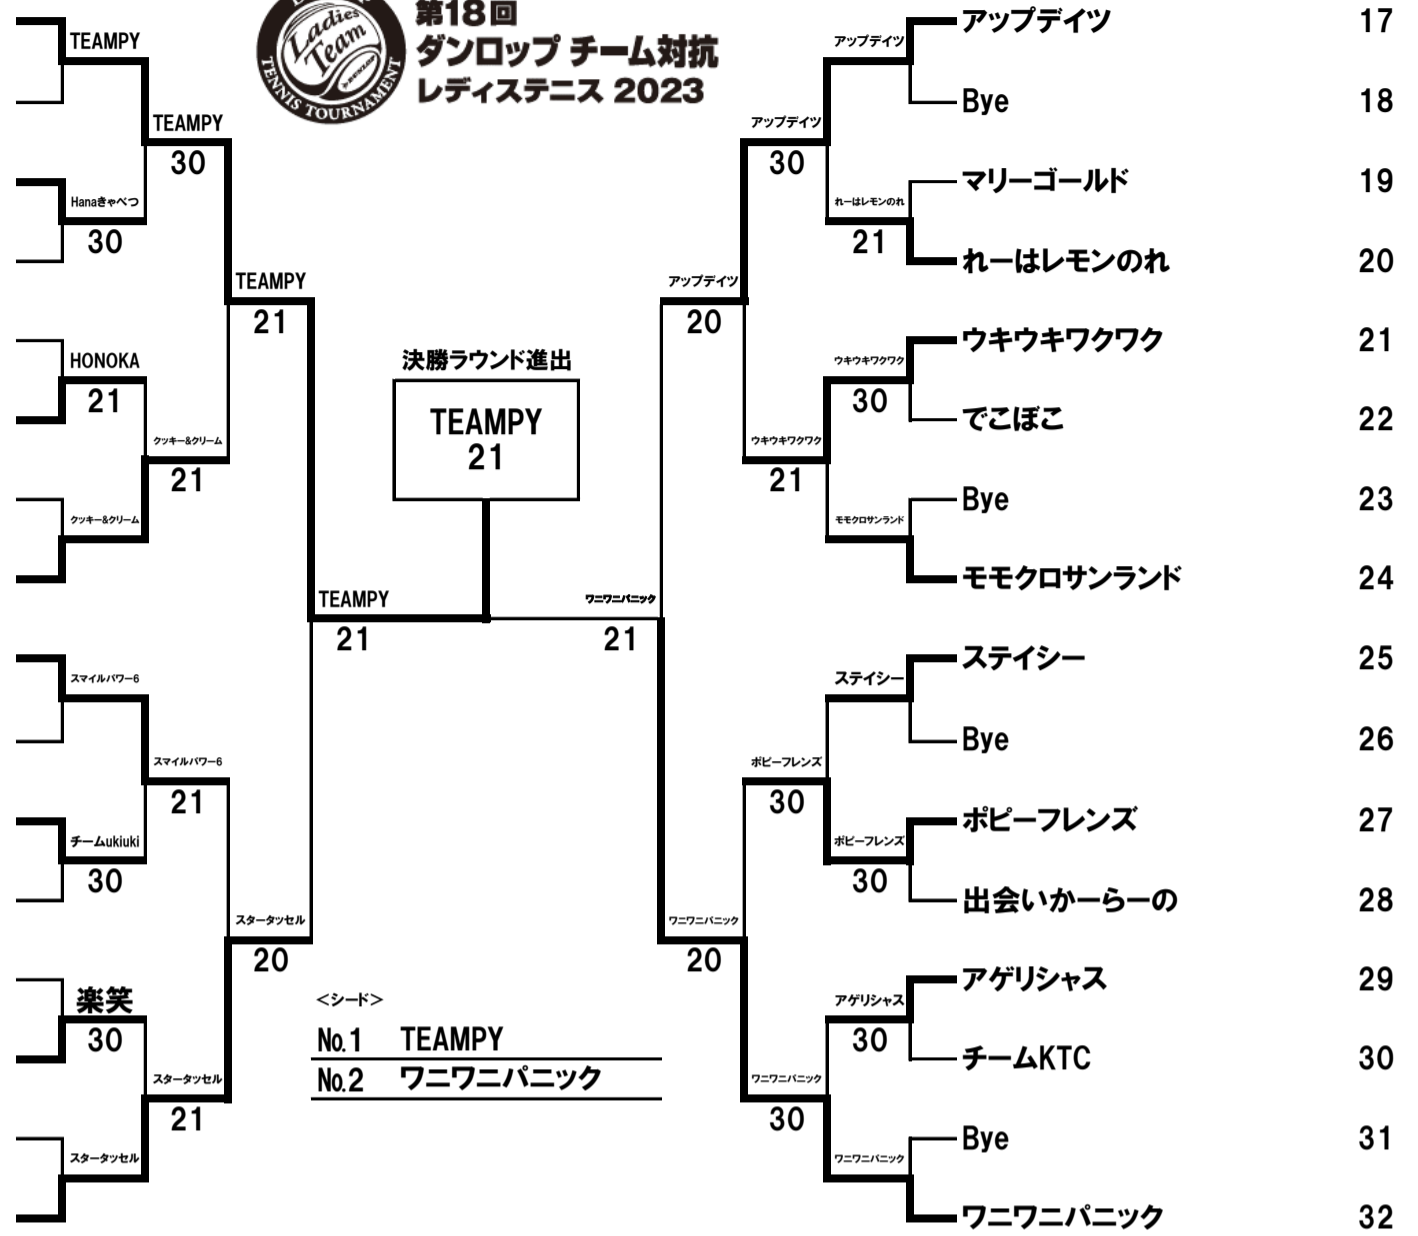 Ladies
Team
by DUNLOP
TENNIS TOURNAMENT
第18回
ダンロップ チーム対抗
レディステニス 2023
TEAMPY
TEAMPY
30
Hanaきゃべつ
30
TEAMPY
21
HONOKA
21
クッキー&クリーム
21
クッキー&クリーム
TEAMPY
21
スマイルパワー6
スマイルパワー6
21
チームukiuki
30
スタータッセル
20
楽笑
30
スタータッセル
21
スタータッセル
決勝ラウンド進出
TEAMPY
21
<シード>
No.1 TEAMPY
No.2 ワニワニパニック
ワニワニパニック
21
アップデイツ
20
アップデイツ
30
アップデイツ
れーはレモンのれ
21
ウキウキワクワク
30
ウキウキワクワク
21
モモクロサンランド
ステイシー
ポピーフレンズ
30
ポピーフレンズ
30
ワニワニパニック
20
アゲリシャス
30
ワニワニパニック
30
ワニワニパニック
アップデイツ 17
Bye 18
マリーゴールド 19
れーはレモンのれ 20
ウキウキワクワク 21
でこぼこ 22
Bye 23
モモクロサンランド 24
ステイシー 25
Bye 26
ポピーフレンズ 27
出会いかーらーの 28
アゲリシャス 29
チームKTC 30
Bye 31
ワニワニパニック 32